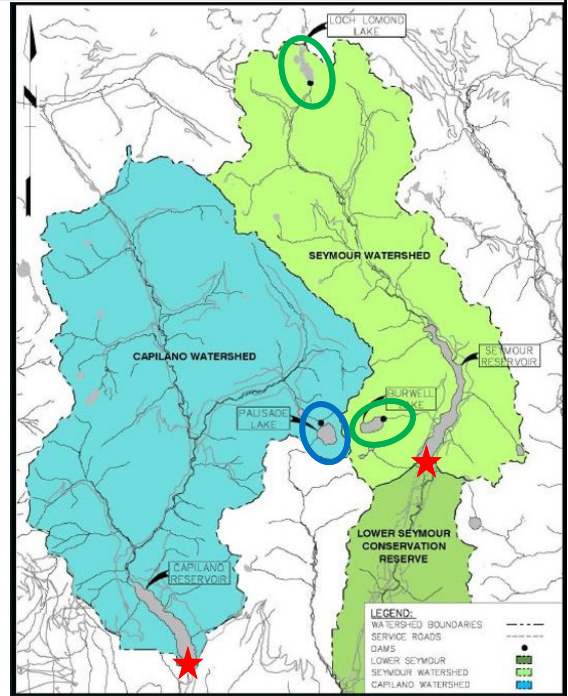 LOCH LOMOND
LAKE
SEYMOUR WATERSHED
CAPILANO WATERSHED
SEYMOUR
RESERVOIR
BURWELL
LAKE
PALISADE
LAKE
LOWER SEYMOUR
CONSERVATION
RESERVE
CAPILANO
RESERVOIR
LEGEND:
WATERSHED BOUNDARIES
SERVICE ROADS
DAMS
LOWER SEYMOUR
SEYMOUR WATERSHED
CAPILANO WATERSHED